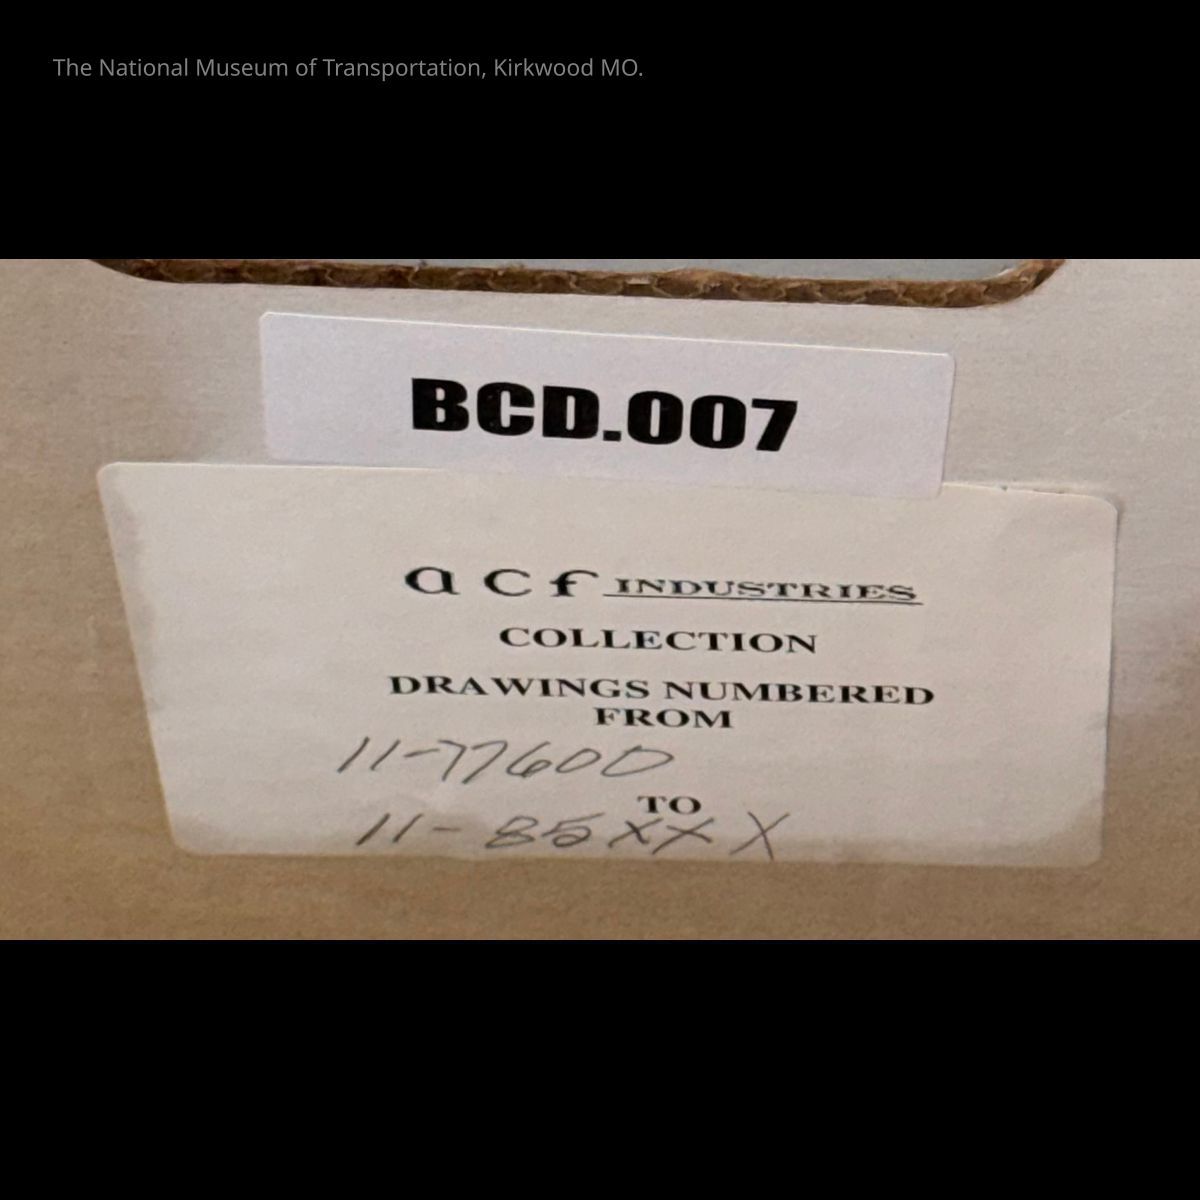 The National Museum of Transportation, Kirkwood MO.
BCD.007
acf INDUSTRIES
COLLECTION
DRAWINGS NUMBERED
FROM
11-77600
TO
11-85XXX